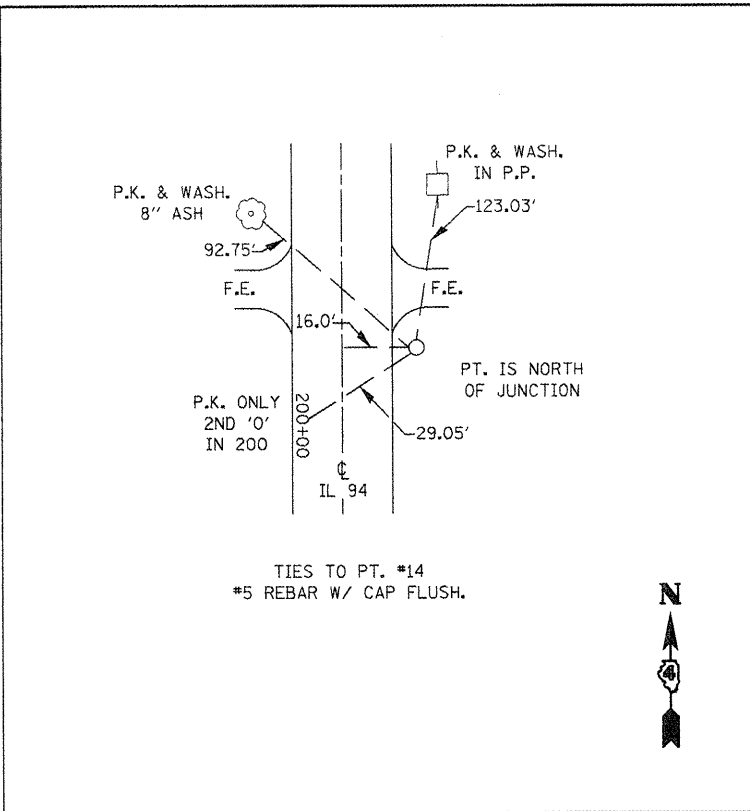 P.K. & WASH.
IN P.P.
P.K. & WASH.
8" ASH
123.03'
92.75'
F.E.
F.E.
16.0'
PT. IS NORTH
OF JUNCTION
P.K. ONLY
2ND 'O'
IN 200
200+00
29.05'
℄
IL 94
TIES TO PT. #14
#5 REBAR W/ CAP FLUSH.
N
4